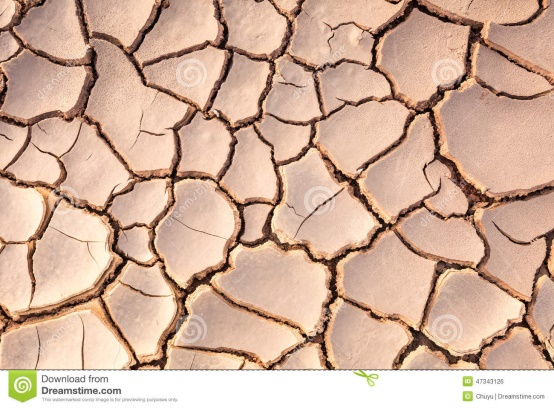 Download from
Dreamstime.com
This watermarked comp image is for previewing purposes only.
47343126
© Chuyu | Dreamstime.com